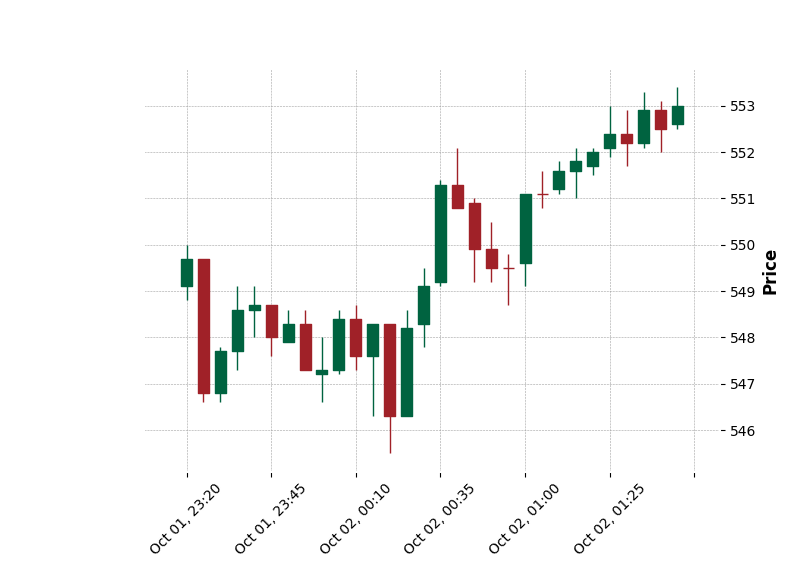 553
552
551
550
549
548
547
546
Price
Oct 01, 23:20
Oct 01, 23:45
Oct 02, 00:10
Oct 02, 00:35
Oct 02, 01:00
Oct 02, 01:25